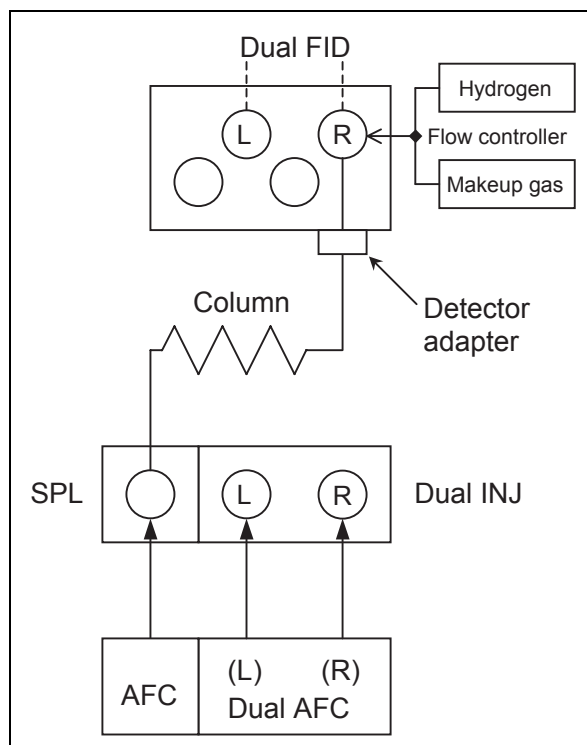 Dual FID
L
R
Hydrogen
Flow controller
Makeup gas
Column
Detector
adapter
SPL
L
R
Dual INJ
AFC
(L)
(R)
Dual AFC